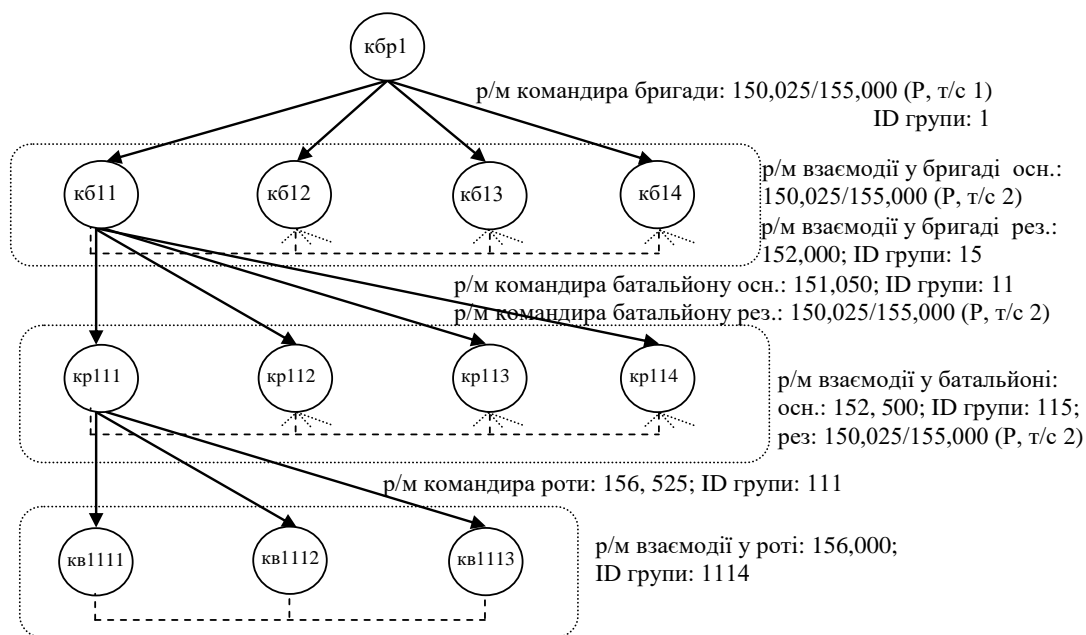 кбр1
р/м командира бригади: 150,025/155,000 (Р, т/с 1)
ID групи: 1
кб11
кб12
кб13
кб14
р/м взаємодії у бригаді осн.:
150,025/155,000 (Р, т/с 2)
р/м взаємодії у бригаді рез.:
152,000; ID групи: 15
р/м командира батальйону осн.: 151,050; ID групи: 11
р/м командира батальйону рез.: 150,025/155,000 (Р, т/с 2)
кр111
кр112
кр113
кр114
р/м взаємодії у батальйоні:
осн.: 152, 500; ID групи: 115;
рез: 150,025/155,000 (Р, т/с 2)
р/м командира роти: 156, 525; ID групи: 111
кв1111
кв1112
кв1113
р/м взаємодії у роті: 156,000;
ID групи: 1114